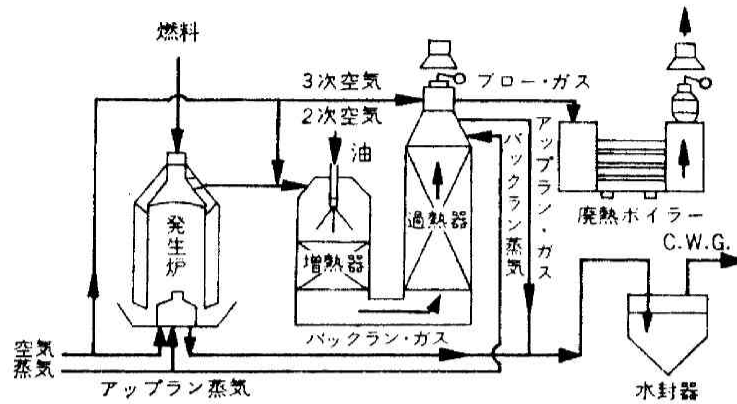 燃料
3次空気
2次空気
油
ブロー・ガス
アップラン・ガス
バックラン蒸気
発生炉
増熱器
過熱器
廃熱ボイラー
C.W.G.
バックラン・ガス
空気
蒸気
アップラン蒸気
水封器